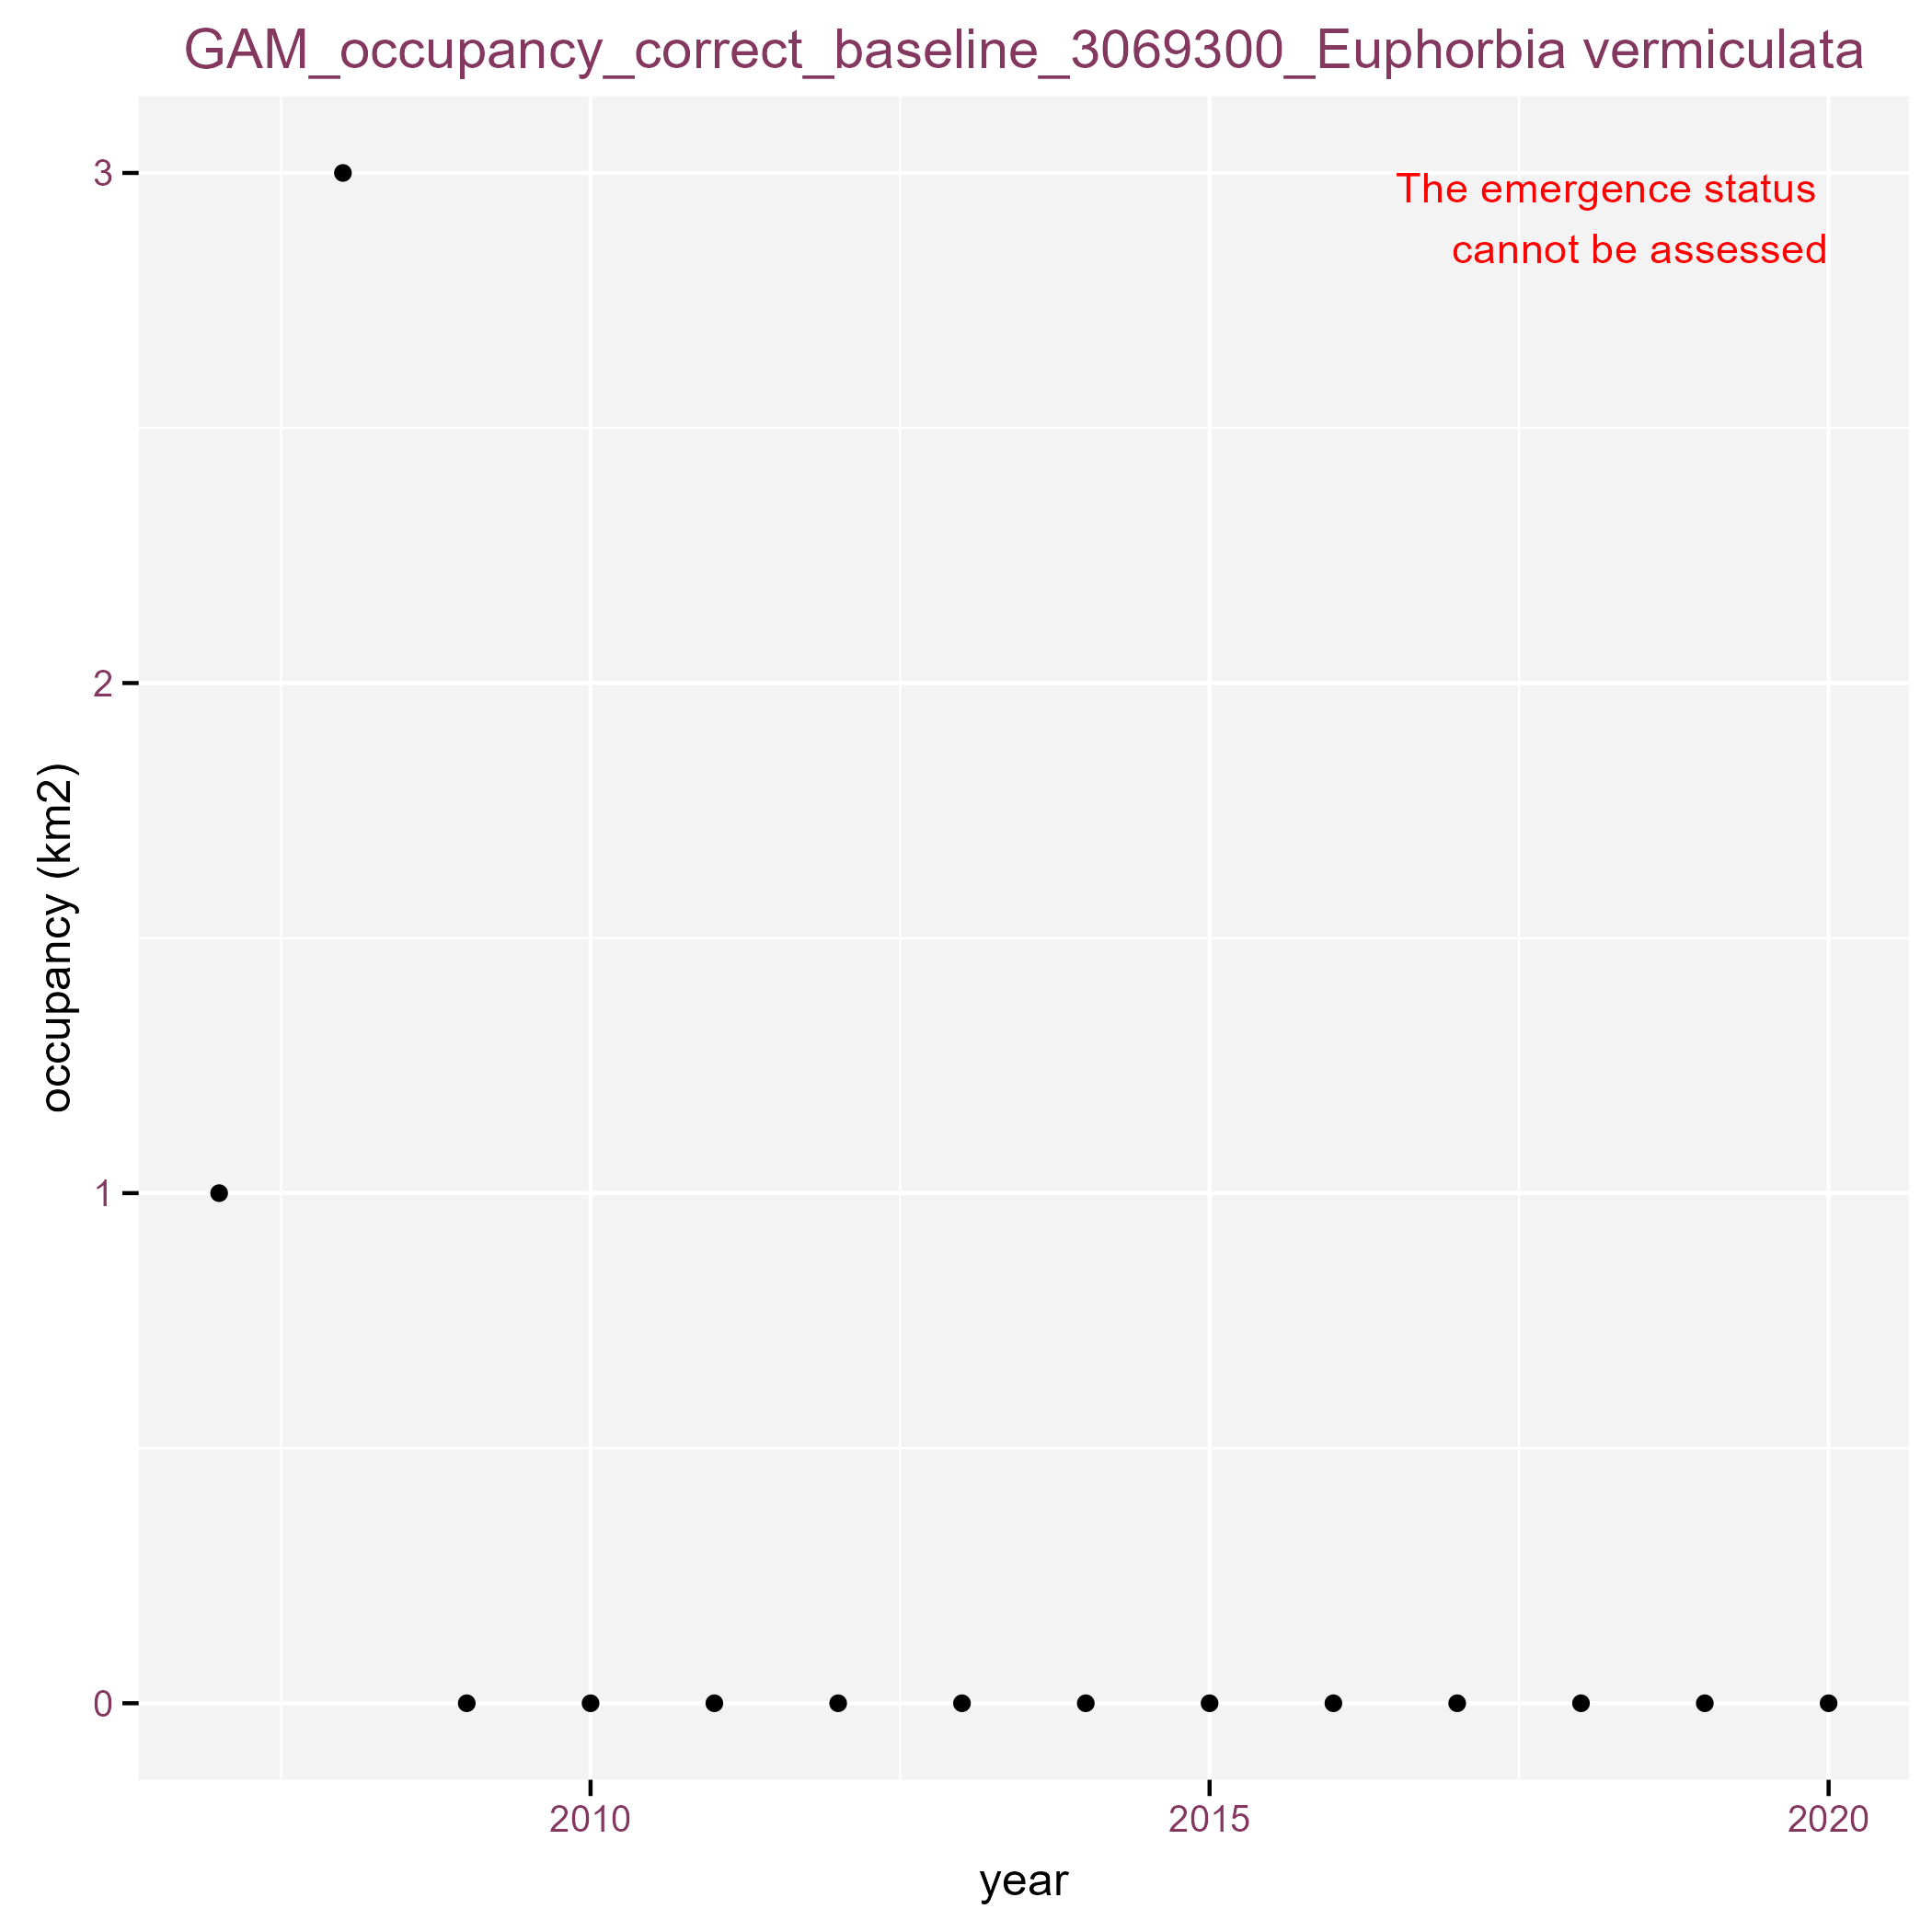 GAM_occupancy_correct_baseline_3069300_Euphorbia vermiculata
The emergence status
cannot be assessed
3
2
1
0
occupancy (km2)
2010
2015
2020
year